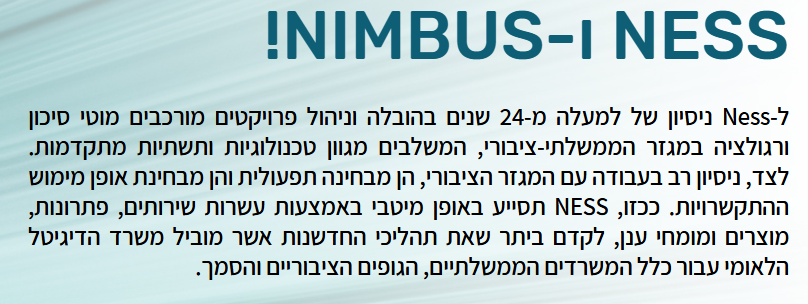 NESS ו-NIMBUS!
ל-Ness ניסיון של למעלה מ-24 שנים בהובלה וניהול פרויקטים מורכבים מוטי סיכון
ורגולציה במגזר הממשלתי-ציבורי, המשלבים מגוון טכנולוגיות ותשתיות מתקדמות.
לצד, ניסיון רב בעבודה עם המגזר הציבורי, הן מבחינה תפעולית והן מבחינת אופן מימוש
ההתקשרויות. ככזו, NESS תסייע באופן מיטבי באמצעות עשרות שירותים, פתרונות,
מוצרים ומומחי ענן, לקדם ביתר שאת תהליכי החדשנות אשר מוביל משרד הדיגיטל
הלאומי עבור כלל המשרדים הממשלתיים, הגופים הציבוריים והסמך.